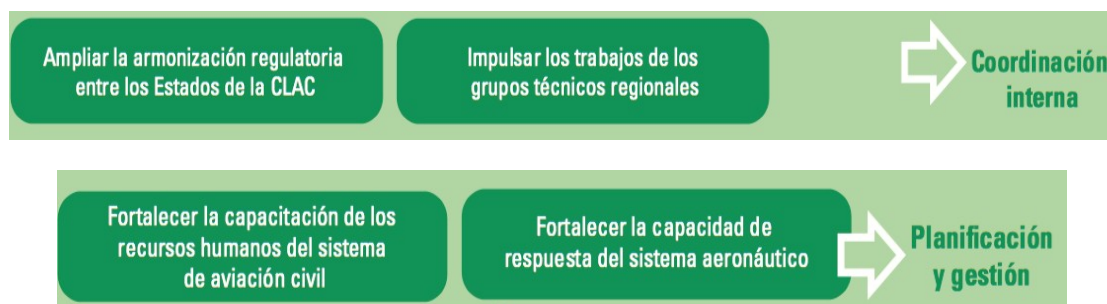 Ampliar la armonización regulatoria
entre los Estados de la CLAC
Impulsar los trabajos de los
grupos técnicos regionales
Coordinación
interna
Fortalecer la capacitación de los
recursos humanos del sistema
de aviación civil
Fortalecer la capacidad de
respuesta del sistema aeronáutico
Planificación
y gestión